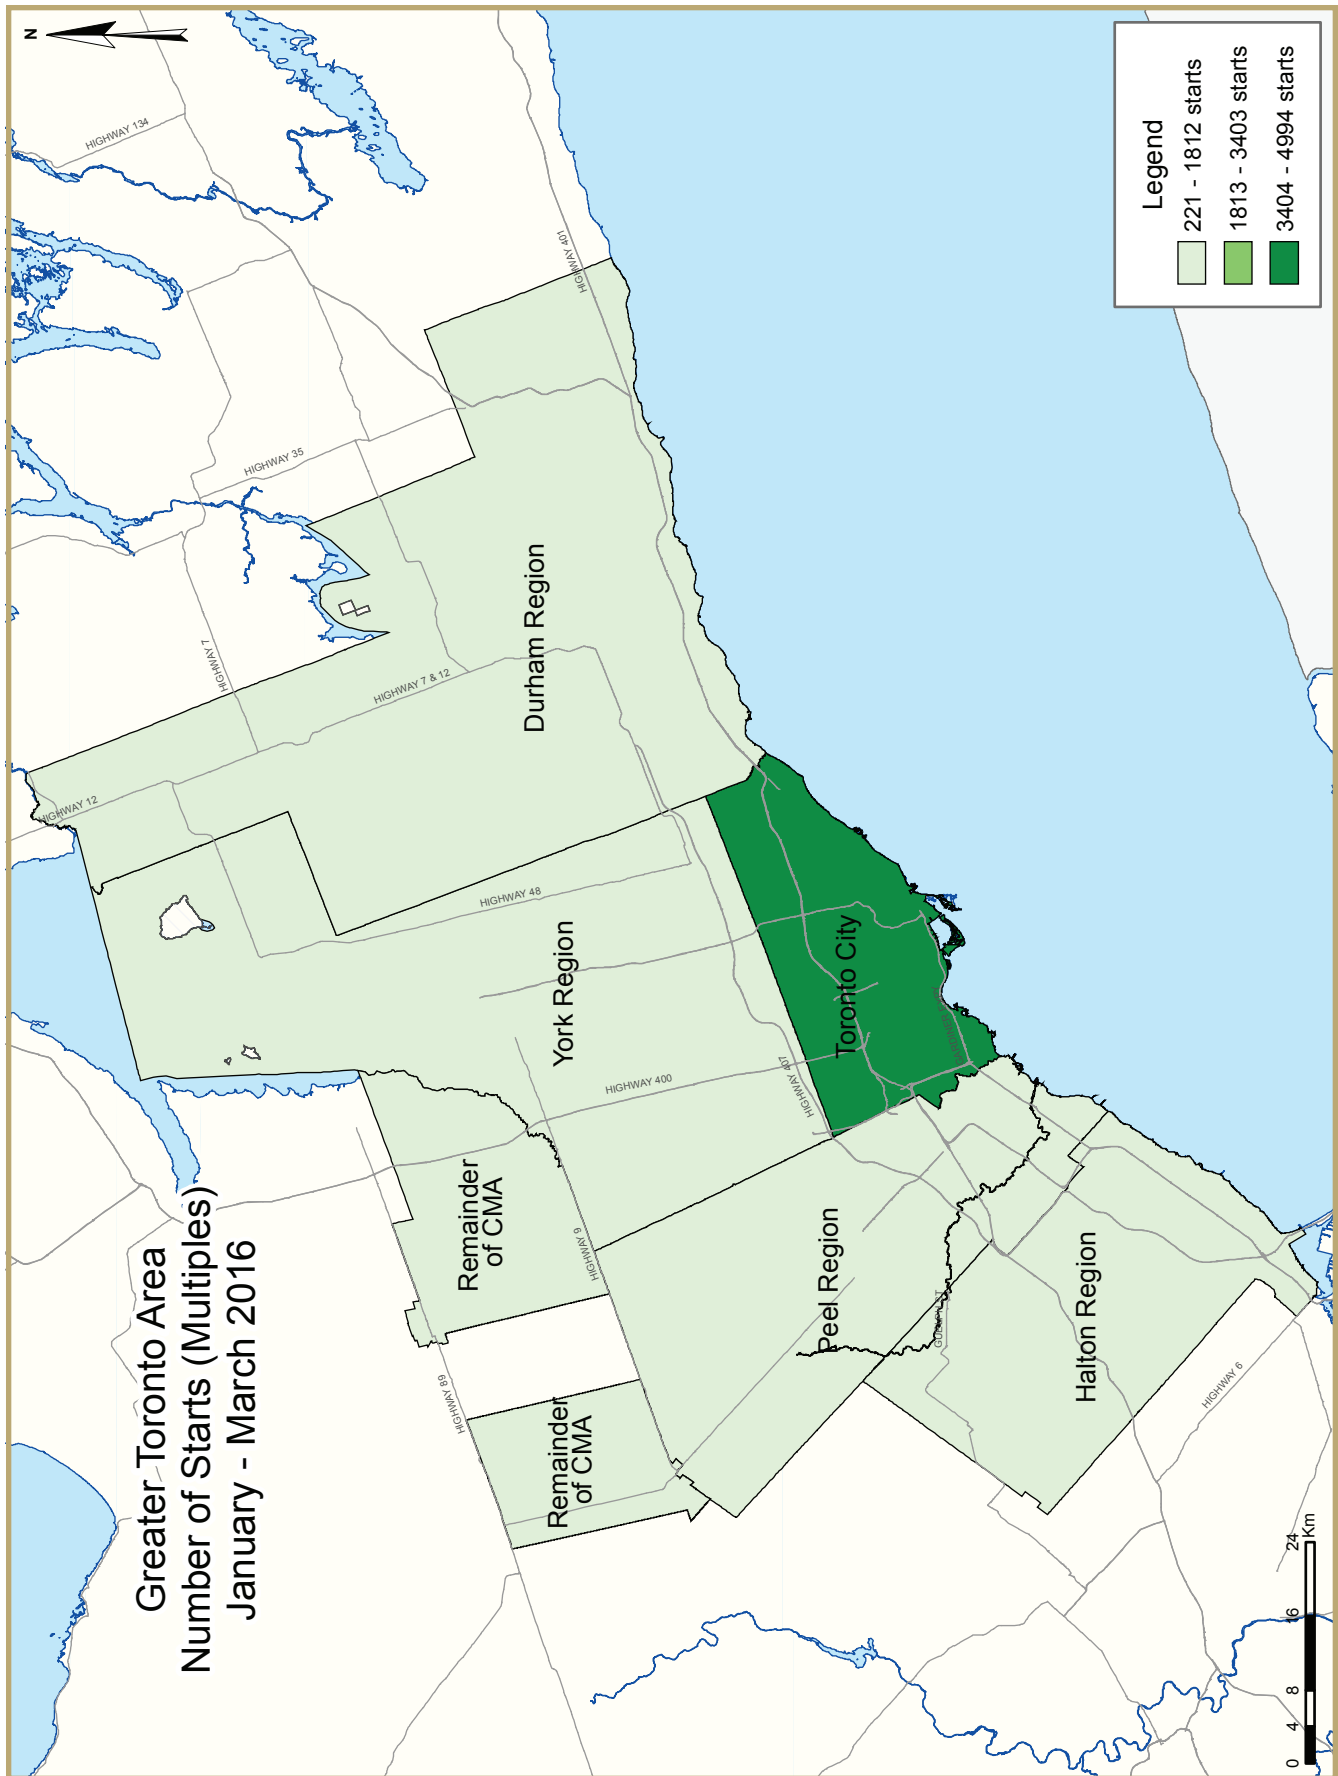 Greater Toronto Area
Number of Starts (Multiples)
January - March 2016
N
HIGHWAY 134
HIGHWAY 35
HIGHWAY 401
HIGHWAY 7
HIGHWAY 7 & 12
HIGHWAY 12
Durham Region
HIGHWAY 48
York Region
HIGHWAY 400
HIGHWAY 407
Toronto City
Remainder
of CMA
HIGHWAY 9
HIGHWAY 89
Remainder
of CMA
Peel Region
Halton Region
HIGHWAY 6
Legend
221 - 1812 starts
1813 - 3403 starts
3404 - 4994 starts
0 4 8 16 24
Km